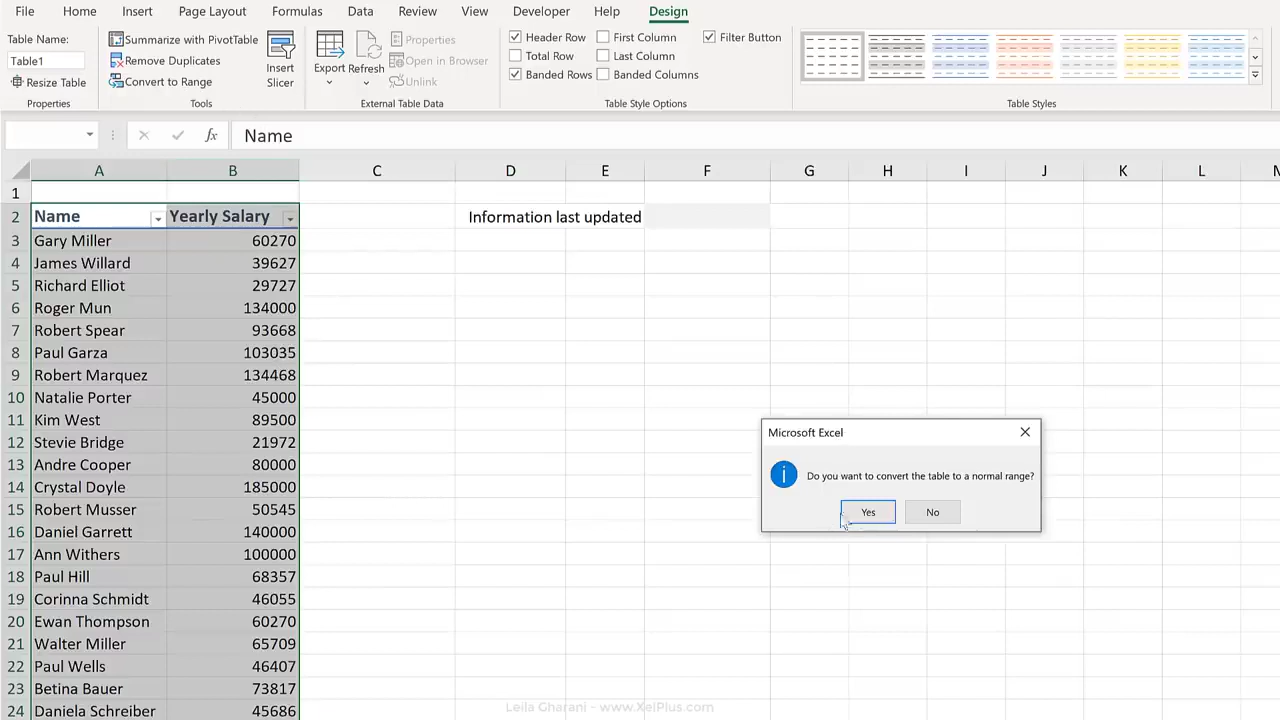 File Home Insert Page Layout Formulas Data Review View Developer Help Design
Table Name:
Table1
Resize Table
Properties
Summarize with PivotTable
Remove Duplicates
Convert to Range
Insert Slicer
Tools
Export Refresh
Properties
Open in Browser
Unlink
External Table Data
Header Row First Column Filter Button
Total Row Last Column
Banded Rows Banded Columns
Table Style Options
Table Styles
fx Name
A B C D E F G H I J K L M
1
2 Name Yearly Salary Information last updated
3 Gary Miller 60270
4 James Willard 39627
5 Richard Elliot 29727
6 Roger Mun 134000
7 Robert Spear 93668
8 Paul Garza 103035
9 Robert Marquez 134468
10 Natalie Porter 45000
11 Kim West 89500
12 Stevie Bridge 21972
13 Andre Cooper 80000
14 Crystal Doyle 185000
15 Robert Musser 50545
16 Daniel Garrett 140000
17 Ann Withers 100000
18 Paul Hill 68357
19 Corinna Schmidt 46055
20 Ewan Thompson 60270
21 Walter Miller 65709
22 Paul Wells 46407
23 Betina Bauer 73817
24 Daniela Schreiber 45686
Microsoft Excel
Do you want to convert the table to a normal range?
Yes No
Leila Gharani - www.XelPlus.com